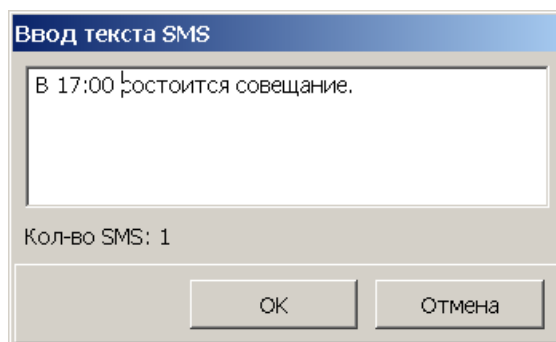 Ввод текста SMS
В 17:00 состоится совещание.
Кол-во SMS: 1
OK
Отмена